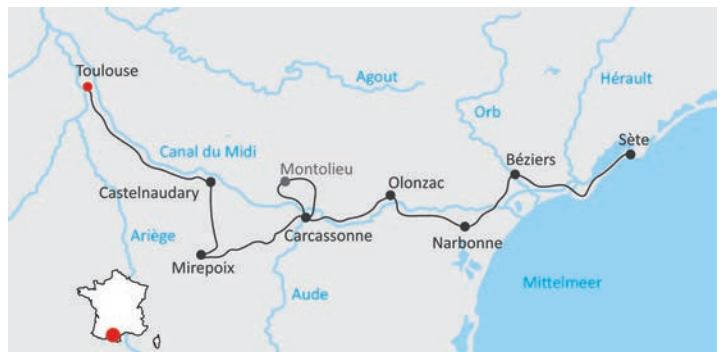 Toulouse
Agout
Hérault
Orb
Sète
Canal du Midi
Montolieu
Béziers
Olonzac
Castelnaudary
Ariège
Carcassonne
Narbonne
Mirepoix
Aude
Mittelmeer